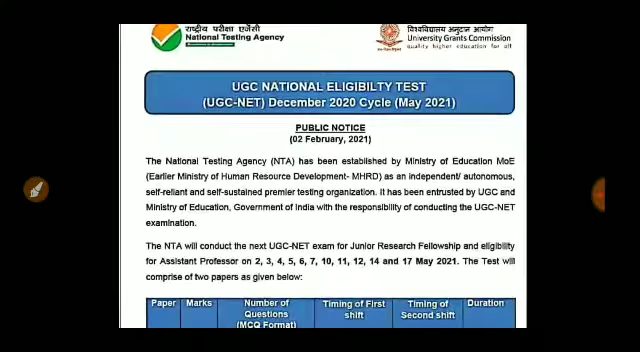 राष्ट्रीय परीक्षा एजेंसी
National Testing Agency
विश्वविद्यालय अनुदान आयोग
University Grants Commission
quality higher education for all
UGC NATIONAL ELIGIBILTY TEST
(UGC-NET) December 2020 Cycle (May 2021)
PUBLIC NOTICE
(02 February, 2021)
The National Testing Agency (NTA) has been established by Ministry of Education MoE
(Earlier Ministry of Human Resource Development- MHRD) as an independent/ autonomous,
self-reliant and self-sustained premier testing organization. It has been entrusted by UGC and
Ministry of Education, Government of India with the responsibility of conducting the UGC-NET
examination.
The NTA will conduct the next UGC-NET exam for Junior Research Fellowship and eligibility
for Assistant Professor on 2, 3, 4, 5, 6, 7, 10, 11, 12, 14 and 17 May 2021. The Test will
comprise of two papers as given below:
Paper Marks Number of Questions (MCQ Format) Timing of First shift Timing of Second shift Duration